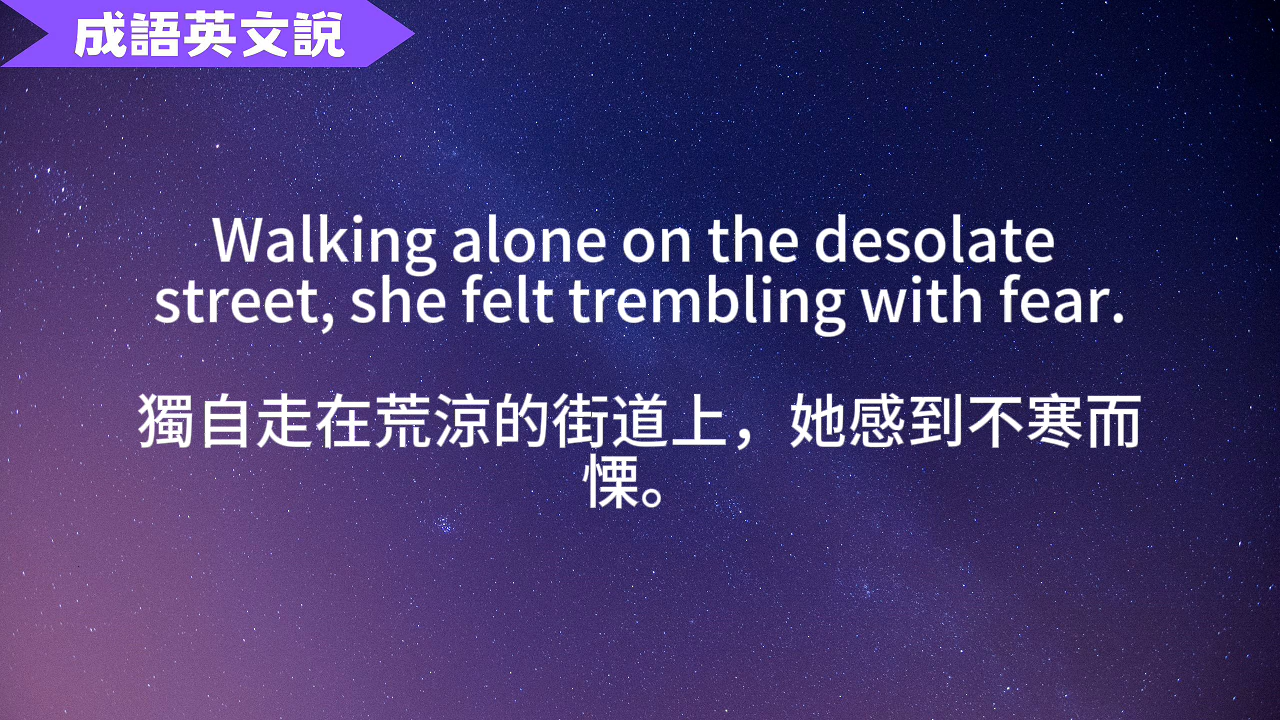 成語英文說
Walking alone on the desolate
street, she felt trembling with fear.
獨自走在荒涼的街道上，她感到不寒而
慄。